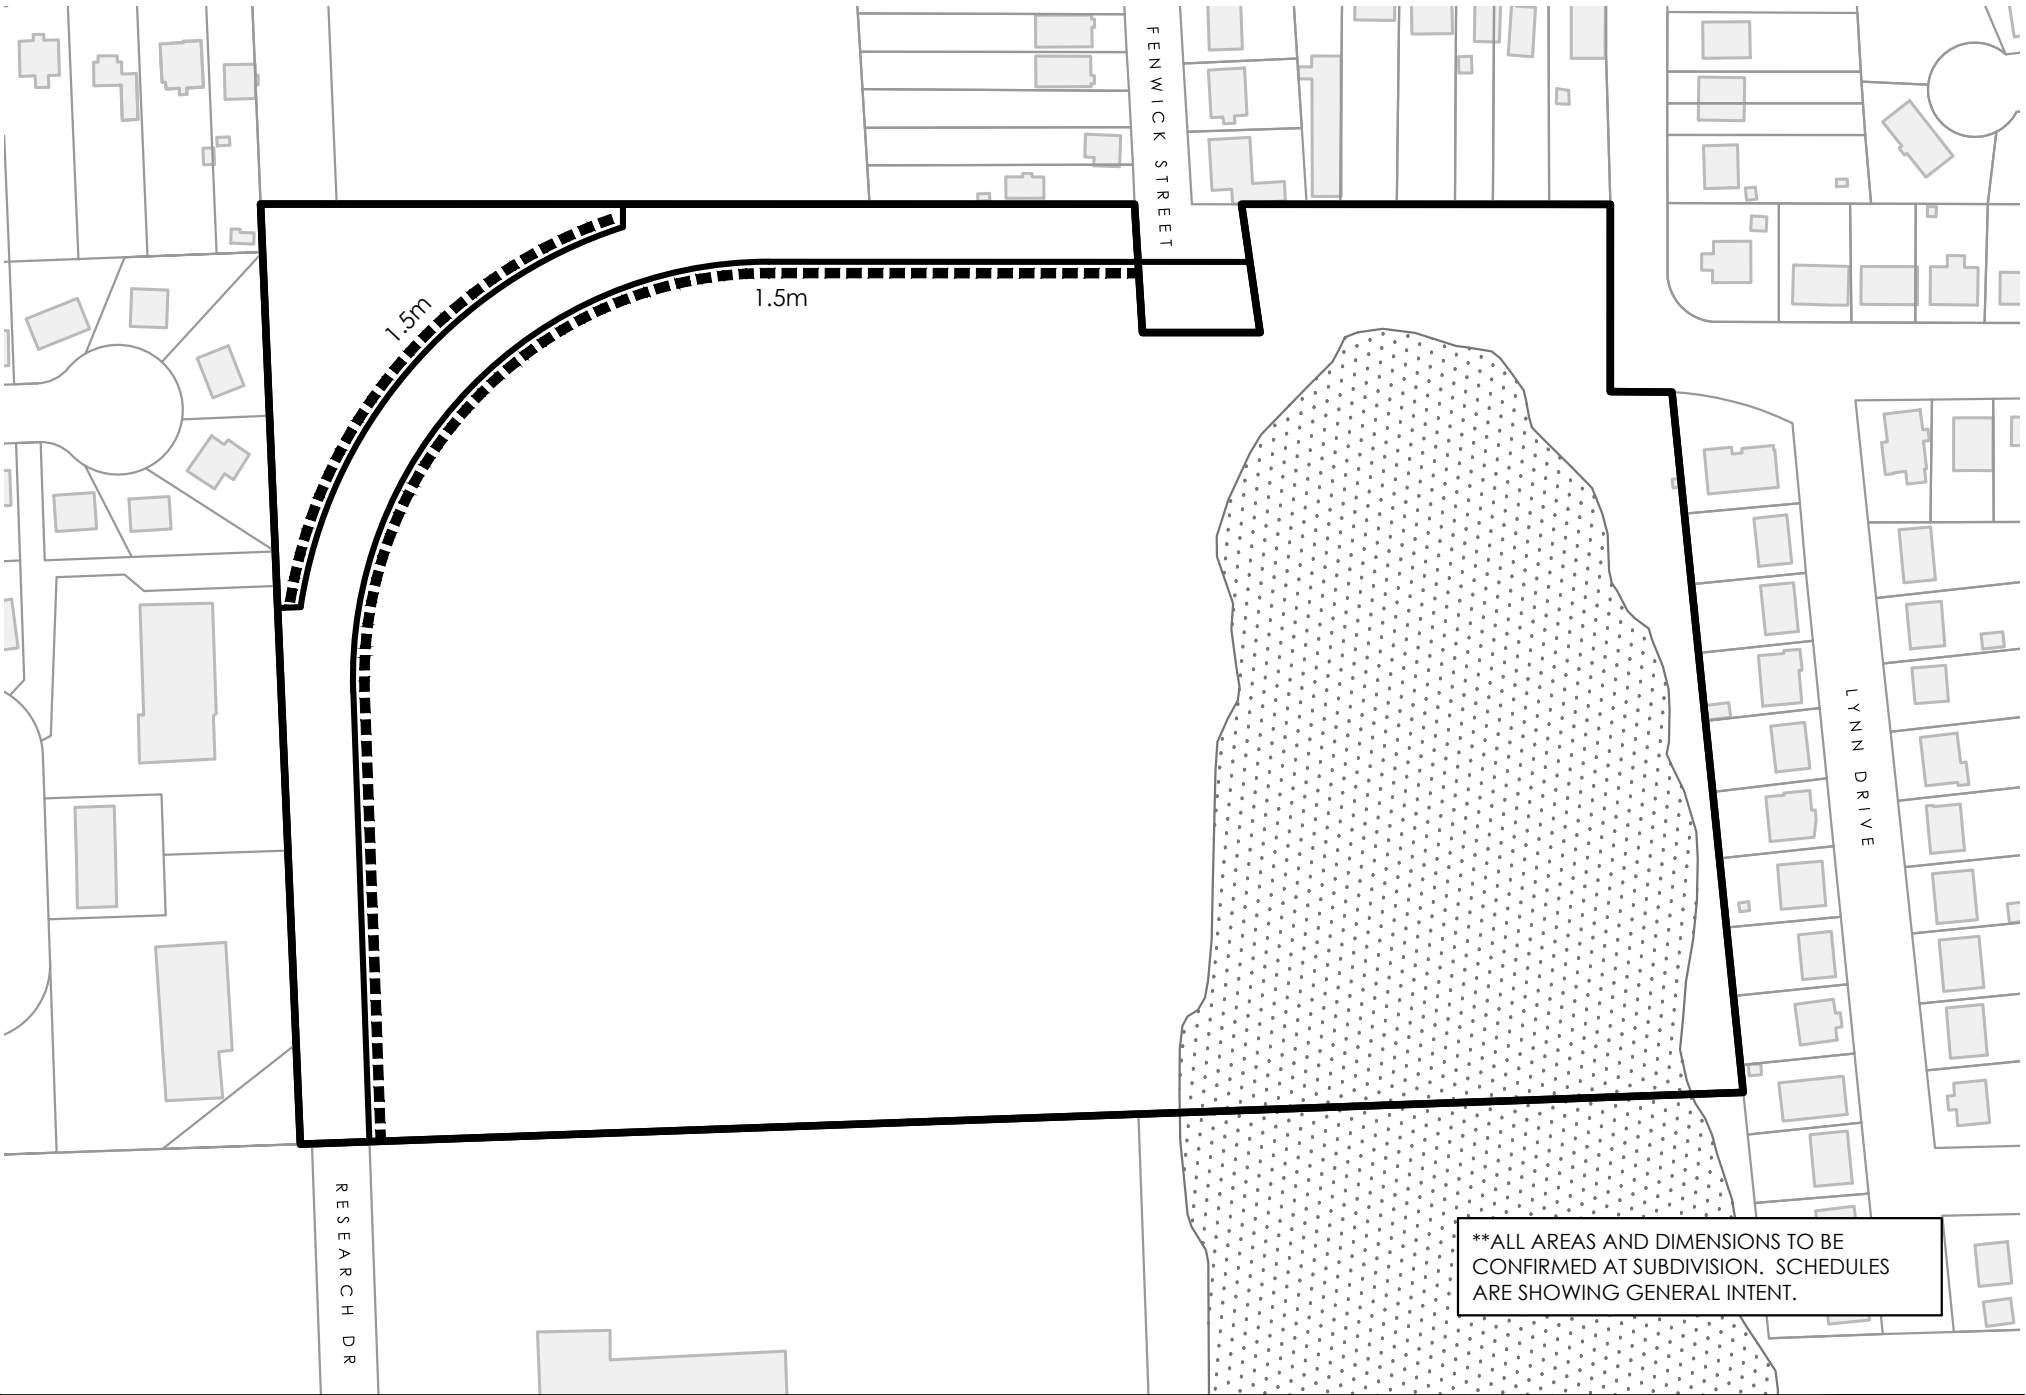 FENWICK STREET
1.5m
1.5m
LYNN DRIVE
RESEARCH DR
**ALL AREAS AND DIMENSIONS TO BE
CONFIRMED AT SUBDIVISION. SCHEDULES
ARE SHOWING GENERAL INTENT.